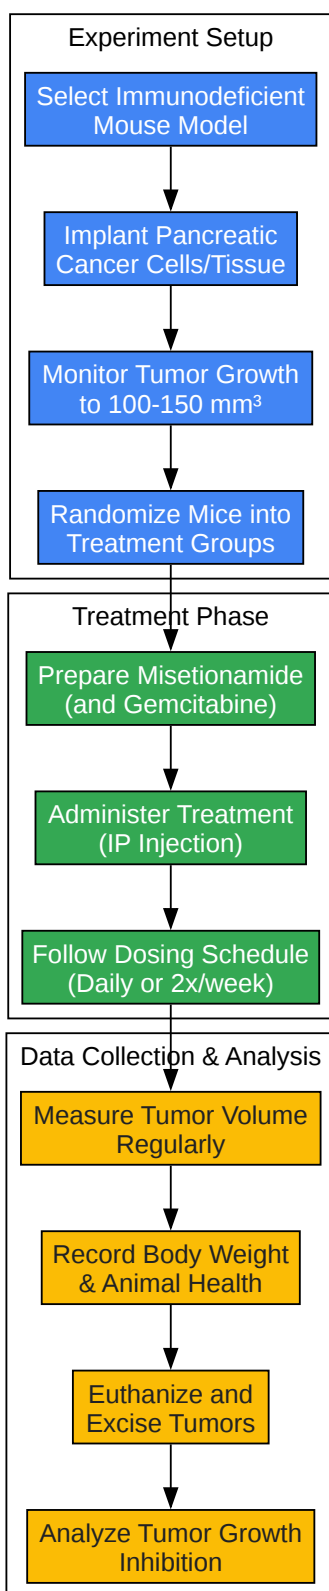 Experiment Setup
Select Immunodeficient
Mouse Model
Implant Pancreatic
Cancer Cells/Tissue
Monitor Tumor Growth
to 100-150 mm³
Randomize Mice into
Treatment Groups
Treatment Phase
Prepare Misetionamide
(and Gemcitabine)
Administer Treatment
(IP Injection)
Follow Dosing Schedule
(Daily or 2x/week)
Data Collection & Analysis
Measure Tumor Volume
Regularly
Record Body Weight
& Animal Health
Euthanize and
Excise Tumors
Analyze Tumor Growth
Inhibition